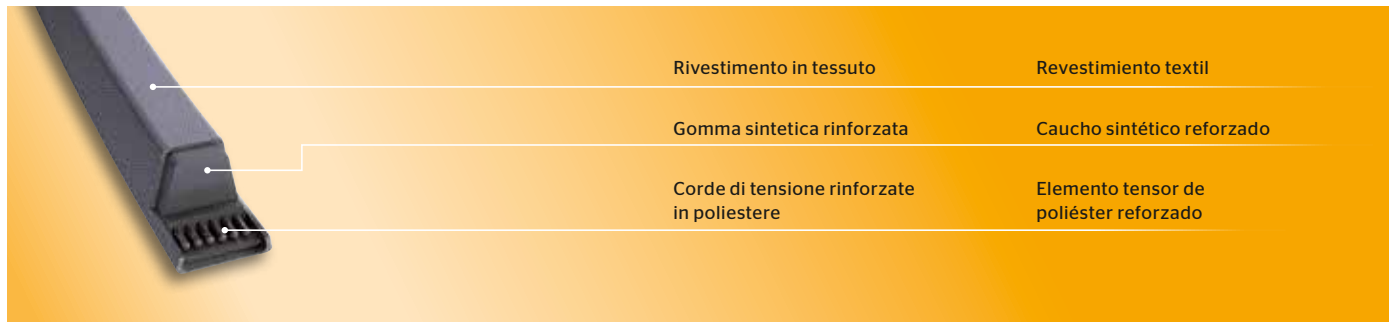 Rivestimento in tessuto
Revestimiento textil
Gomma sintetica rinforzata
Caucho sintético reforzado
Corde di tensione rinforzate
in poliestere
Elemento tensor de
poliéster reforzado